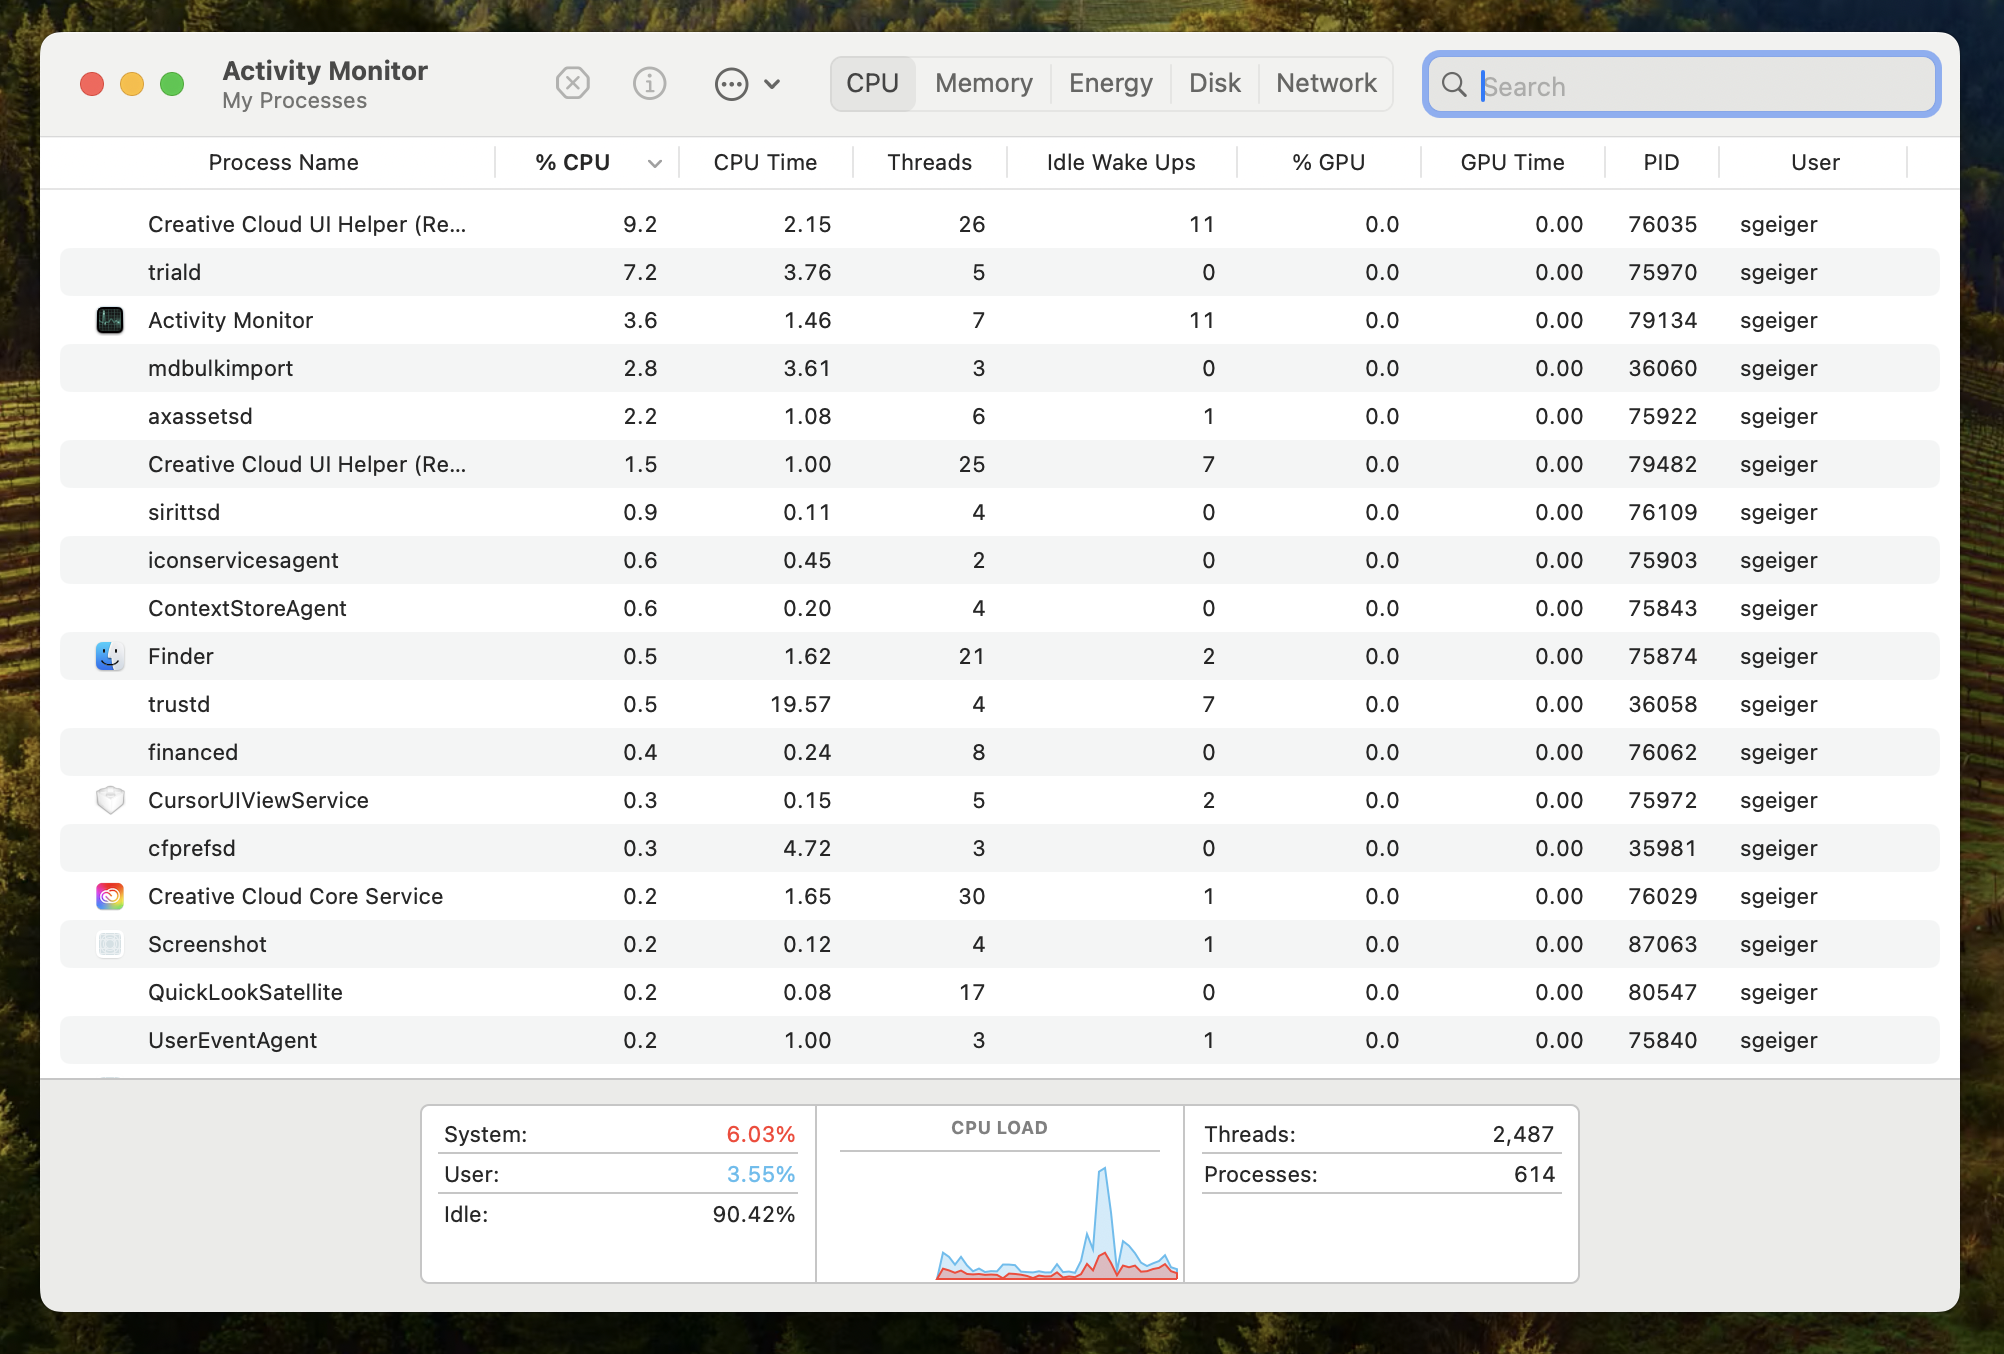 Activity Monitor
My Processes
CPU Memory Energy Disk Network
Search
Process Name % CPU CPU Time Threads Idle Wake Ups % GPU GPU Time PID User
Creative Cloud UI Helper (Re... 9.2 2.15 26 11 0.0 0.00 76035 sgeiger
triald 7.2 3.76 5 0 0.0 0.00 75970 sgeiger
Activity Monitor 3.6 1.46 7 11 0.0 0.00 79134 sgeiger
mdbulkimport 2.8 3.61 3 0 0.0 0.00 36060 sgeiger
axassetsd 2.2 1.08 6 1 0.0 0.00 75922 sgeiger
Creative Cloud UI Helper (Re... 1.5 1.00 25 7 0.0 0.00 79482 sgeiger
sirittsd 0.9 0.11 4 0 0.0 0.00 76109 sgeiger
iconservicesagent 0.6 0.45 2 0 0.0 0.00 75903 sgeiger
ContextStoreAgent 0.6 0.20 4 0 0.0 0.00 75843 sgeiger
Finder 0.5 1.62 21 2 0.0 0.00 75874 sgeiger
trustd 0.5 19.57 4 7 0.0 0.00 36058 sgeiger
financed 0.4 0.24 8 0 0.0 0.00 76062 sgeiger
CursorUIViewService 0.3 0.15 5 2 0.0 0.00 75972 sgeiger
cfprefsd 0.3 4.72 3 0 0.0 0.00 35981 sgeiger
Creative Cloud Core Service 0.2 1.65 30 1 0.0 0.00 76029 sgeiger
Screenshot 0.2 0.12 4 1 0.0 0.00 87063 sgeiger
QuickLookSatellite 0.2 0.08 17 0 0.0 0.00 80547 sgeiger
UserEventAgent 0.2 1.00 3 1 0.0 0.00 75840 sgeiger
System: 6.03%
User: 3.55%
Idle: 90.42%
CPU LOAD
Threads: 2,487
Processes: 614